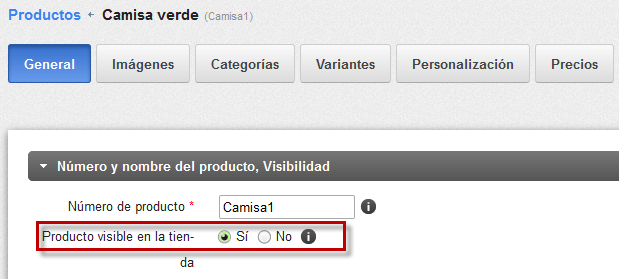 Productos ← Camisa verde (Camisa1)
General Imágenes Categorías Variantes Personalización Precios
Número y nombre del producto, Visibilidad
Número de producto * Camisa1
Producto visible en la tien- Sí No
da